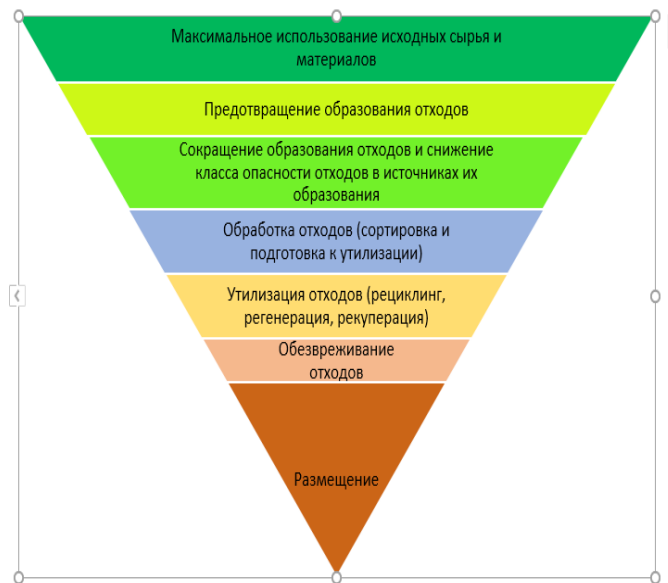 Максимальное использование исходных сырья и
материалов
Предотвращение образования отходов
Сокращение образования отходов и снижение
класса опасности отходов в источниках их
образования
Обработка отходов (сортировка и
подготовка к утилизации)
Утилизация отходов (рециклинг,
регенерация, рекуперация)
Обезвреживание
отходов
Размещение